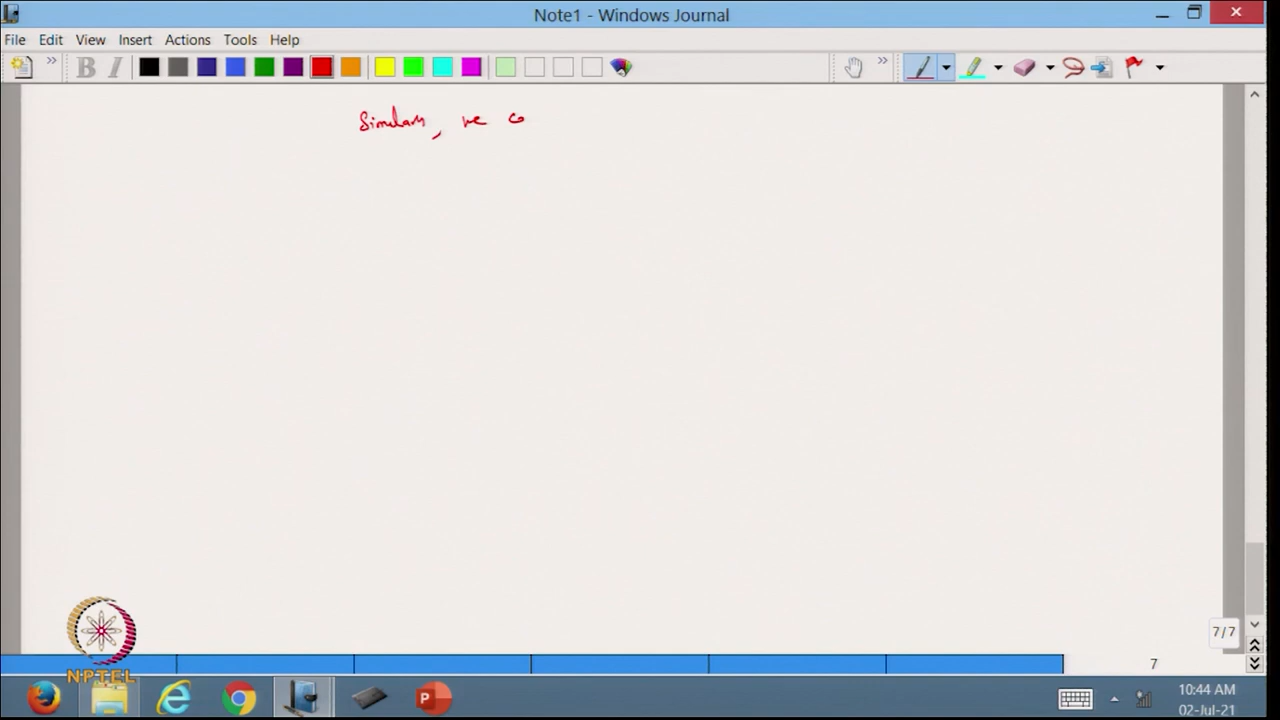 Note1 - Windows Journal
File Edit View Insert Actions Tools Help
B I
Similarly, we co
7/7
7
NPTEL
10:44 AM
02-Jul-21